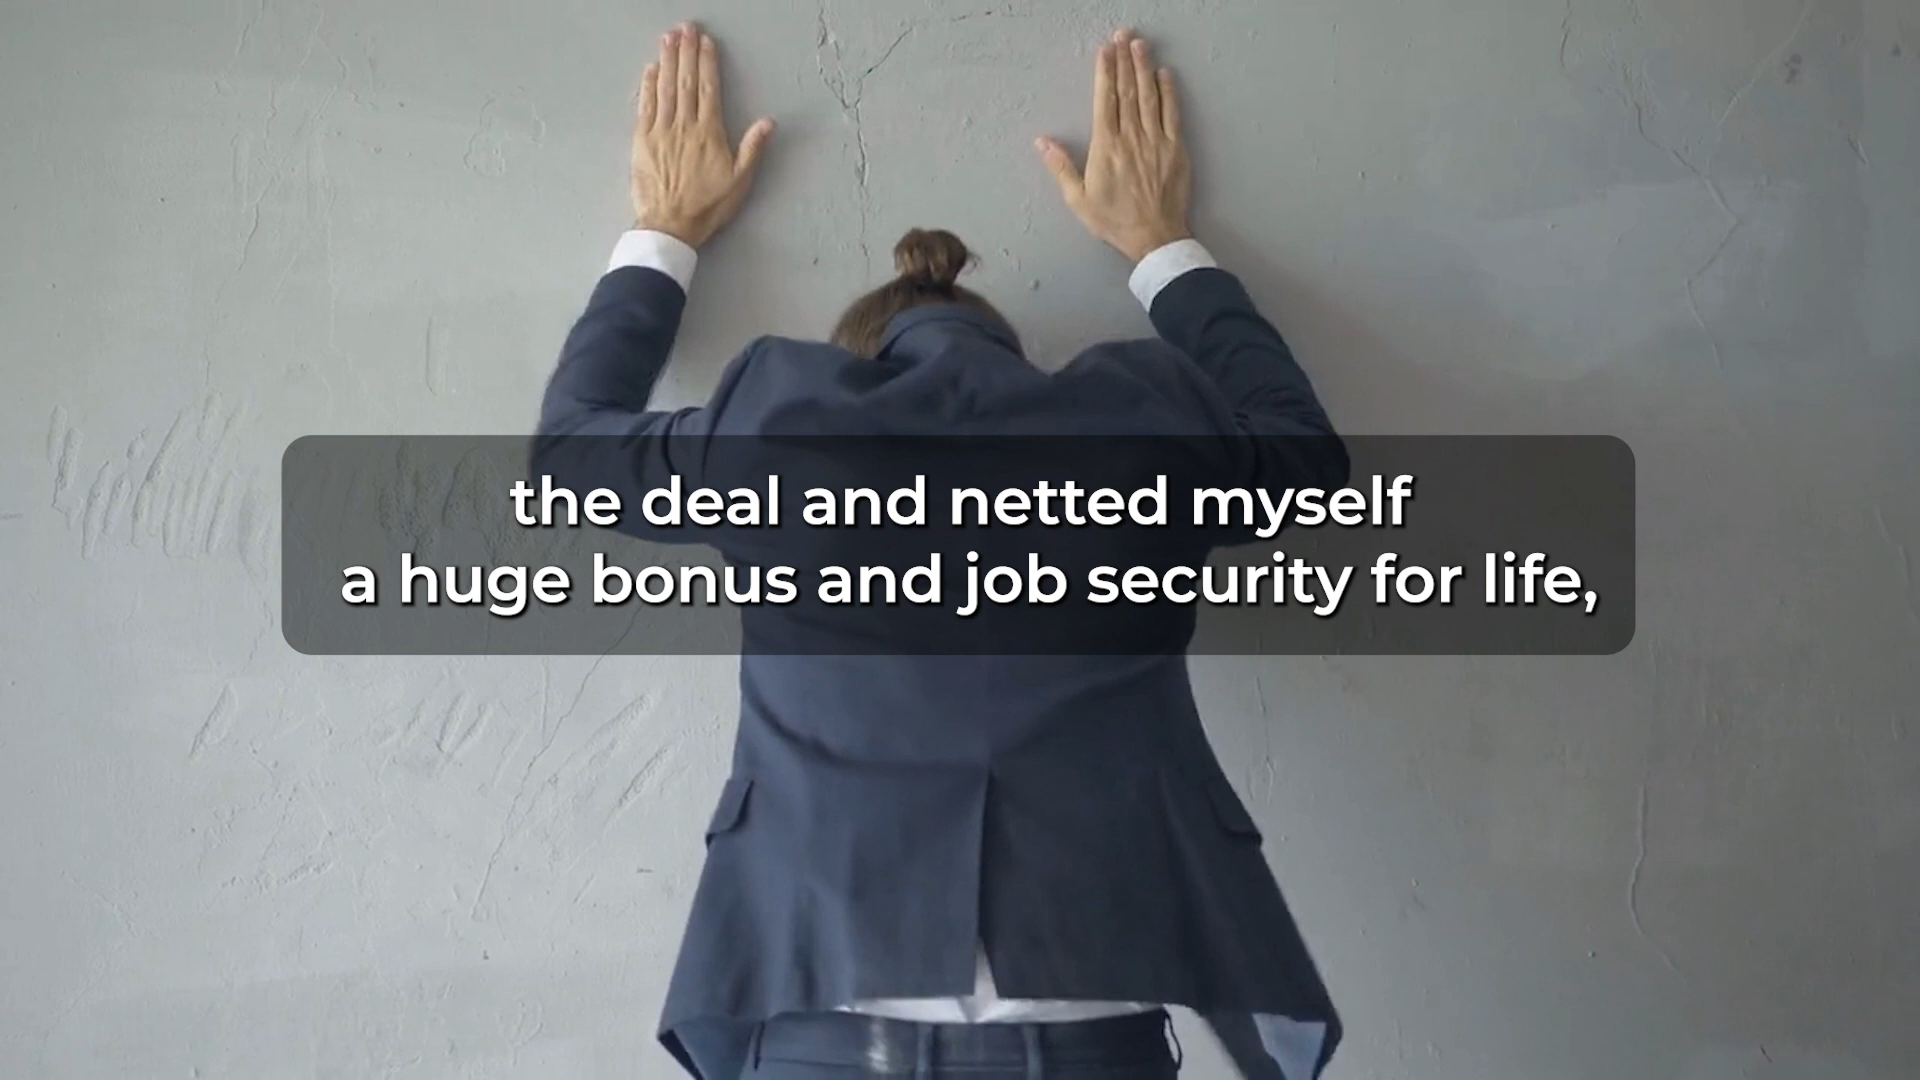 the deal and netted myself
a huge bonus and job security for life,